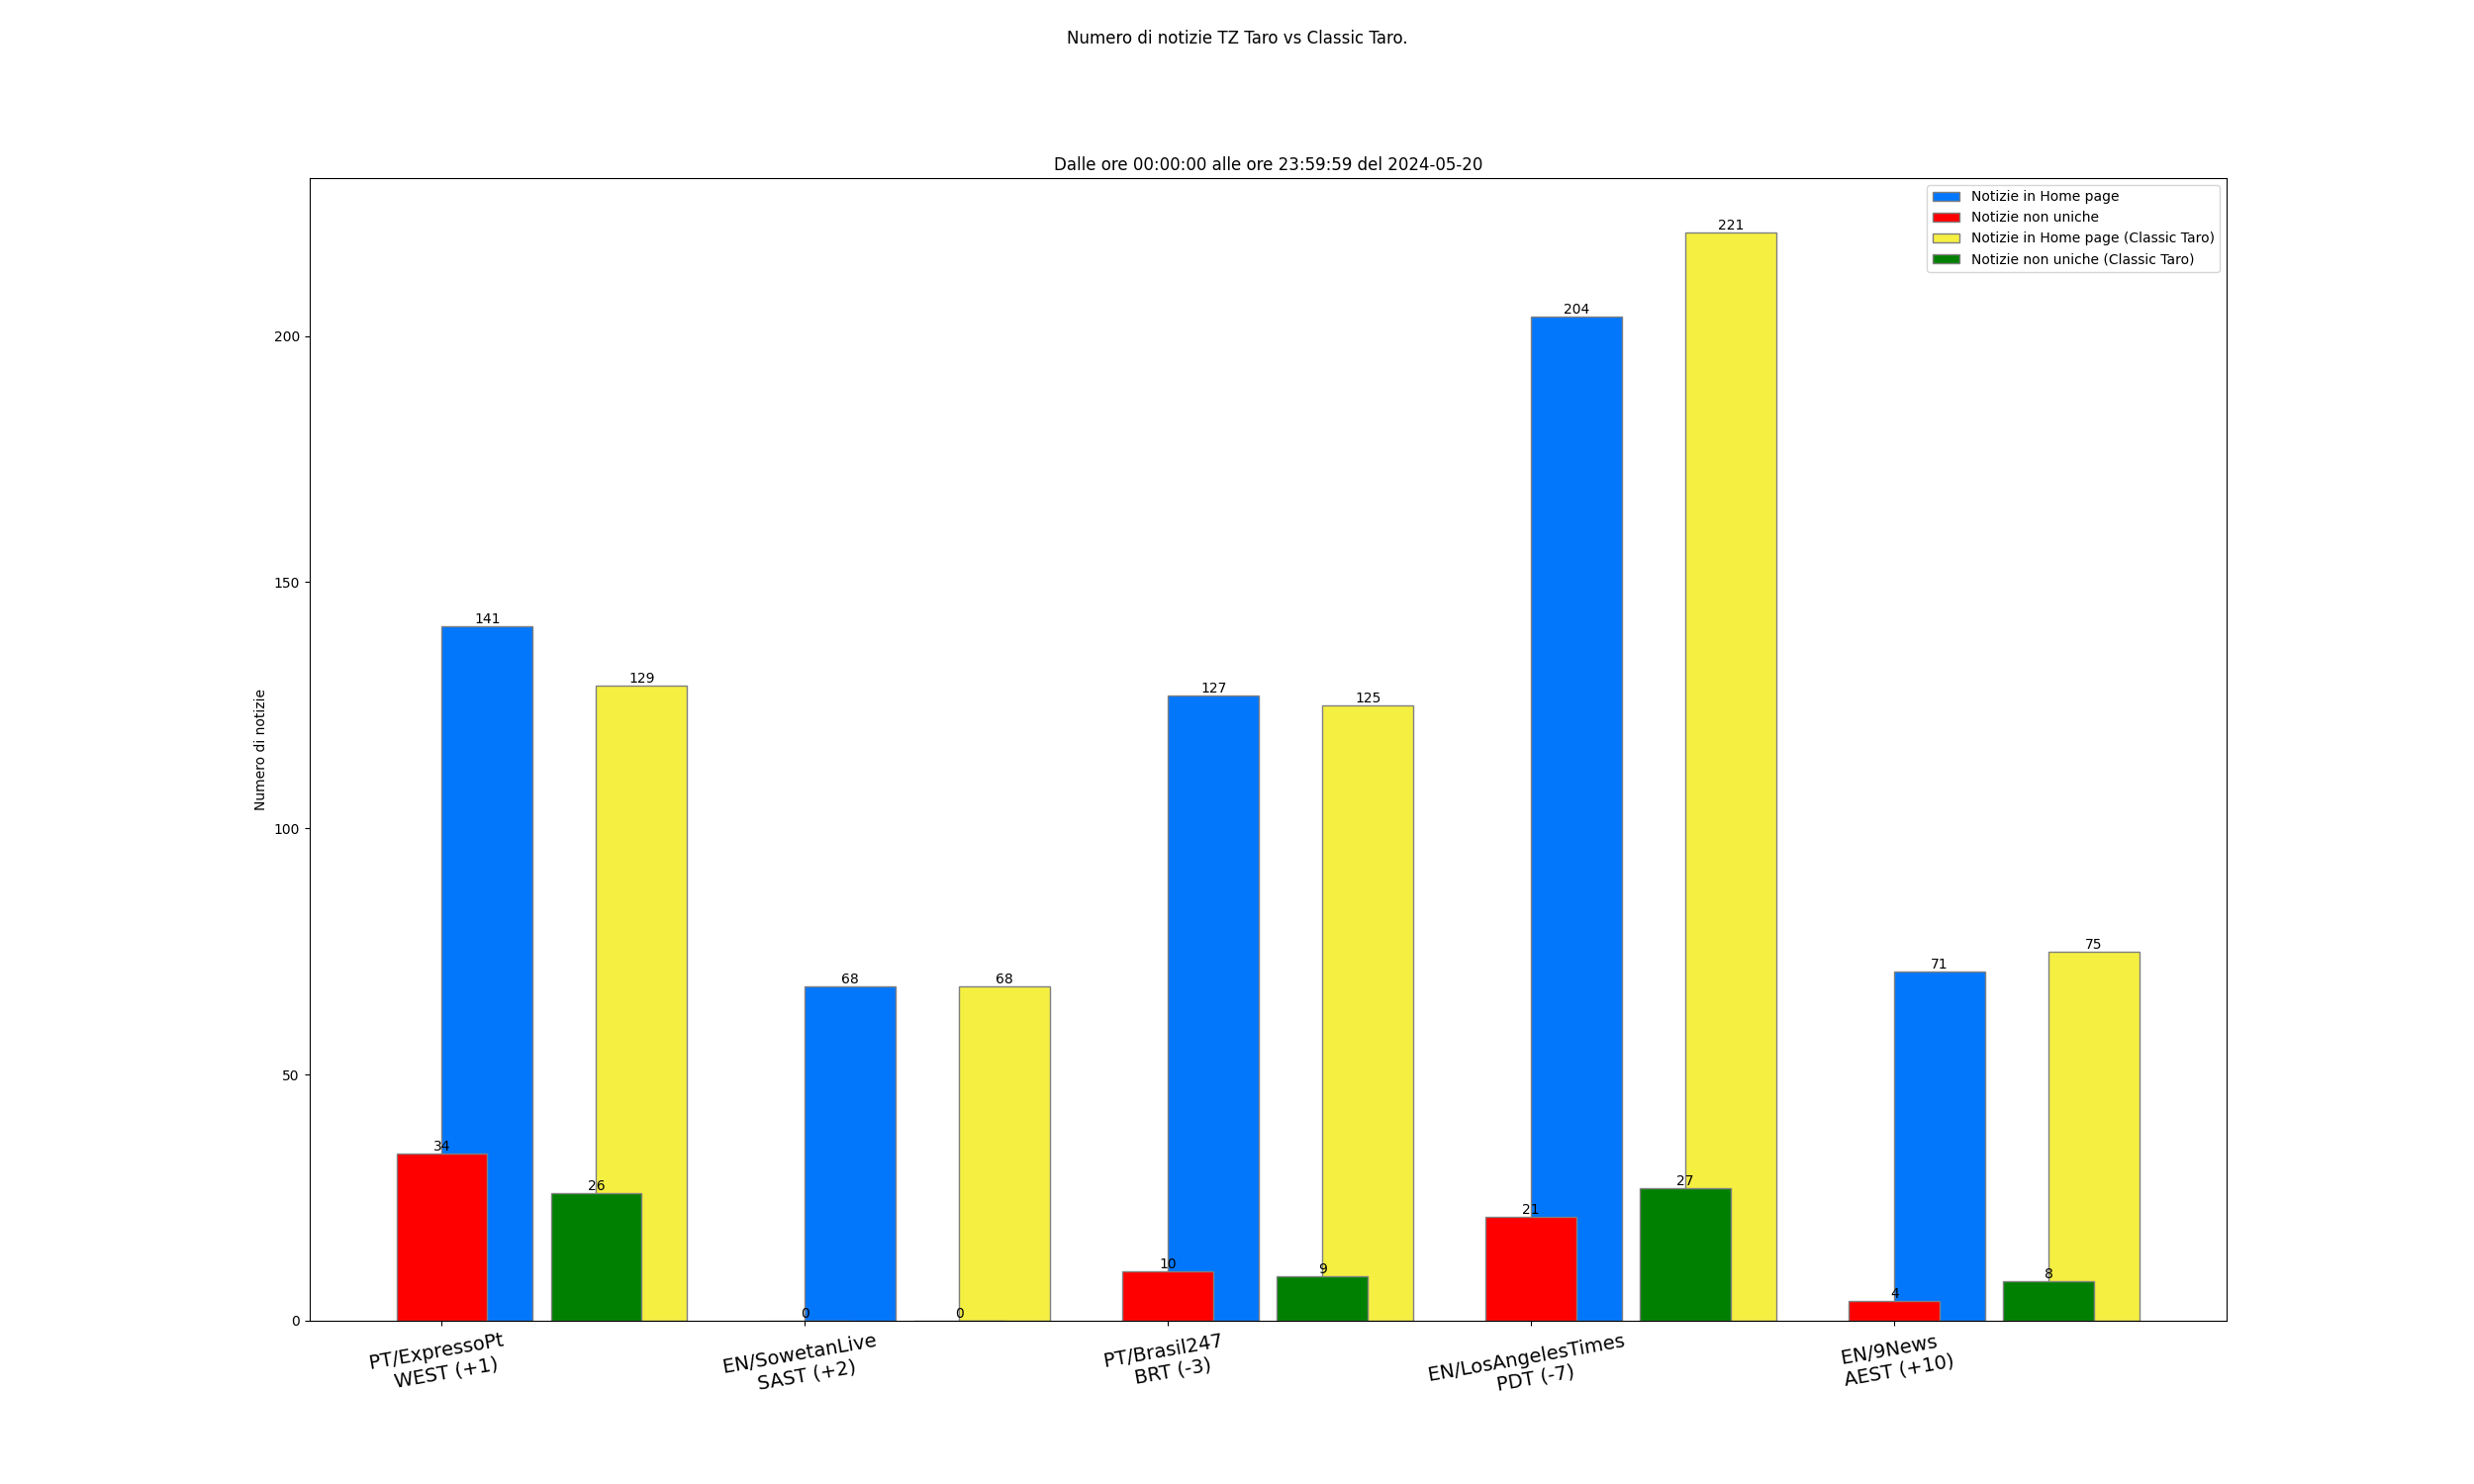 Numero di notizie TZ Taro vs Classic Taro.
Dalle ore 00:00:00 alle ore 23:59:59 del 2024-05-20
Notizie in Home page
Notizie non uniche
Notizie in Home page (Classic Taro)
Notizie non uniche (Classic Taro)
Numero di notizie
200
150
100
50
0
141
34
129
26
68
0
68
0
127
10
125
9
204
21
221
27
71
4
75
8
PT/ExpressoPt
WEST (+1)
EN/SowetanLive
SAST (+2)
PT/Brasil247
BRT (-3)
EN/LosAngelesTimes
PDT (-7)
EN/9News
AEST (+10)